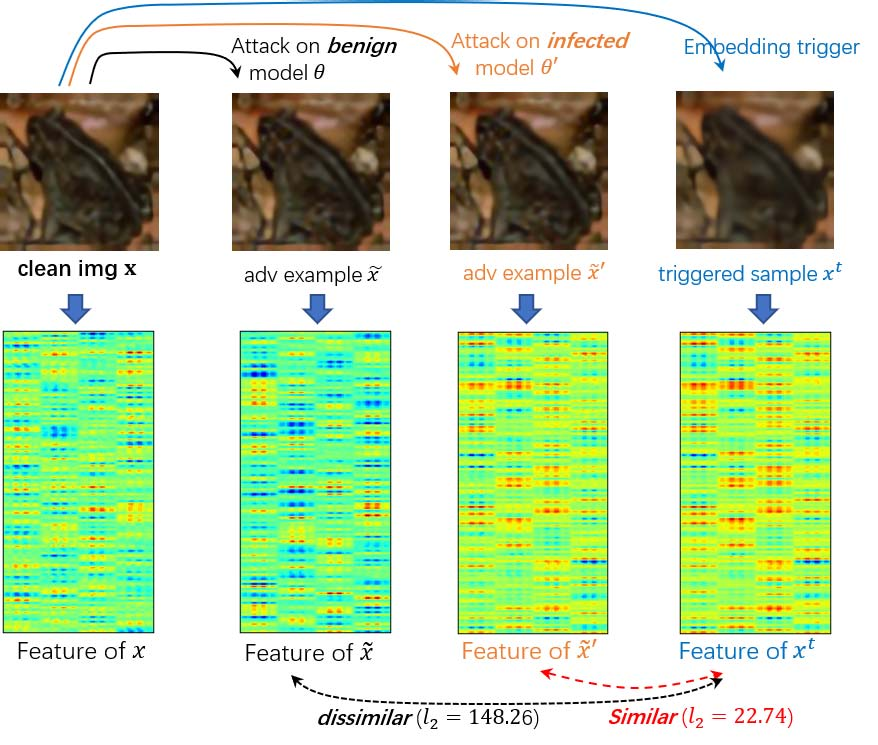 Attack on benign
model θ
Attack on infected
model θ′
Embedding trigger
clean img x
adv example x̃
adv example x̃′
triggered sample xᵗ
Feature of x
Feature of x̃
Feature of x̃′
Feature of xᵗ
dissimilar (l₂ = 148.26)
Similar (l₂ = 22.74)